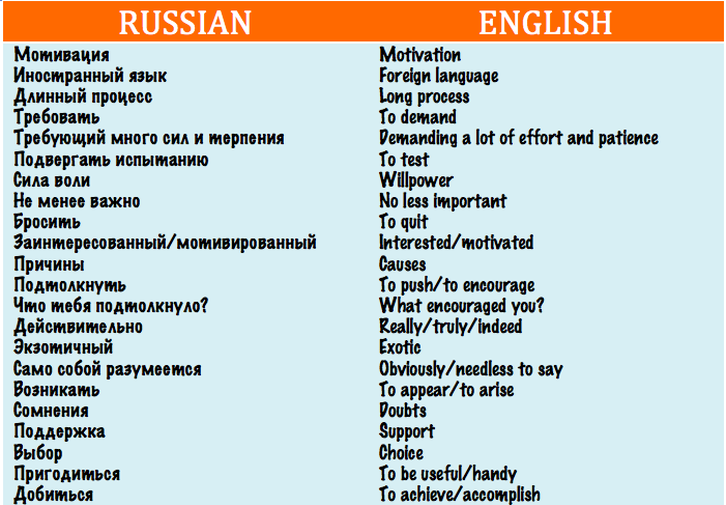 RUSSIAN ENGLISH
Мотивация Motivation
Иностранный язык Foreign language
Длинный процесс Long process
Требовать To demand
Требующий много сил и терпения Demanding a lot of effort and patience
Подвергать испытанию To test
Сила воли Willpower
Не менее важно No less important
Бросить To quit
Заинтересованный/мотивированный Interested/motivated
Причины Causes
Подтолкнуть To push/to encourage
Что тебя подтолкнуло? What encouraged you?
Действительно Really/truly/indeed
Экзотичный Exotic
Само собой разумеется Obviously/needless to say
Возникать To appear/to arise
Сомнения Doubts
Поддержка Support
Выбор Choice
Пригодиться To be useful/handy
Добиться To achieve/accomplish